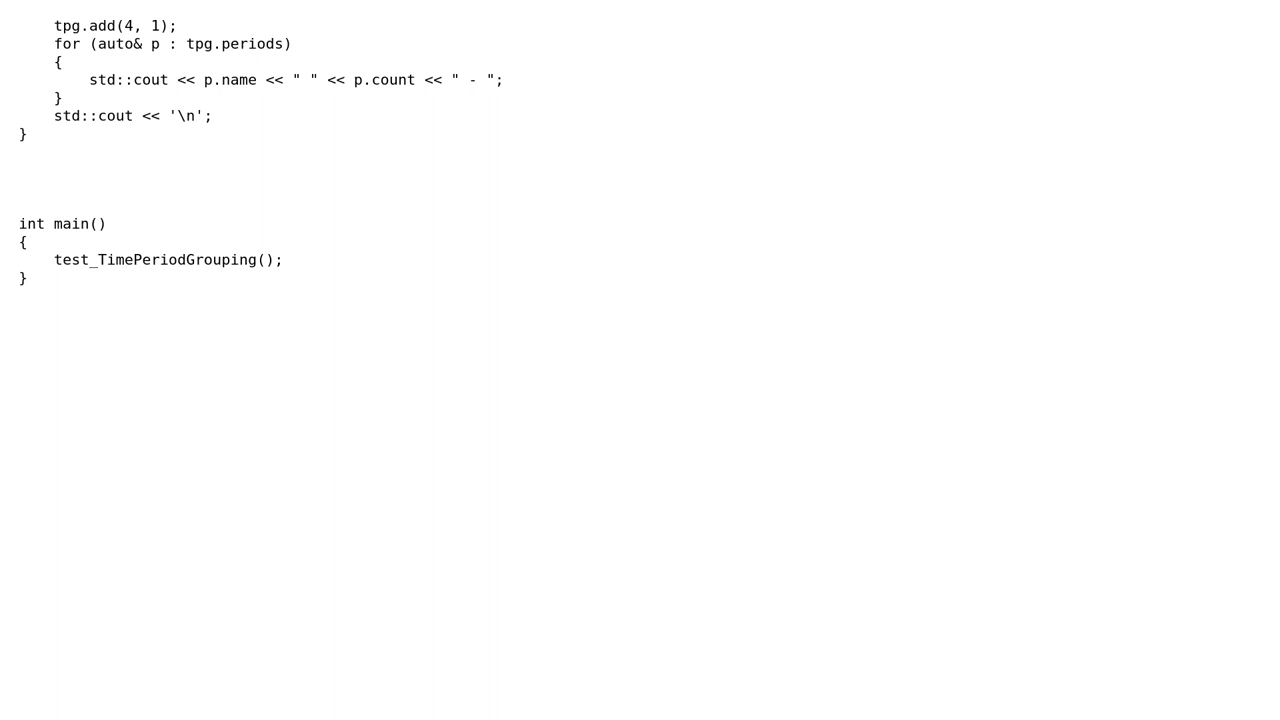 tpg.add(4, 1);
    for (auto& p : tpg.periods)
    {
        std::cout << p.name << " " << p.count << " - ";
    }
    std::cout << '\n';
}
int main()
{
    test_TimePeriodGrouping();
}